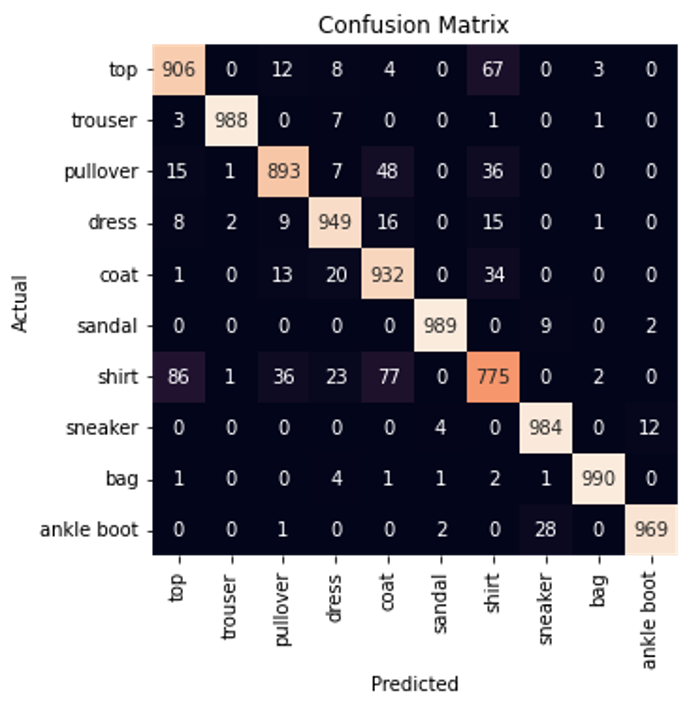 Confusion Matrix
top 906 0 12 8 4 0 67 0 3 0
trouser 3 988 0 7 0 0 1 0 1 0
pullover 15 1 893 7 48 0 36 0 0 0
dress 8 2 9 949 16 0 15 0 1 0
coat 1 0 13 20 932 0 34 0 0 0
sandal 0 0 0 0 0 989 0 9 0 2
shirt 86 1 36 23 77 0 775 0 2 0
sneaker 0 0 0 0 0 4 0 984 0 12
bag 1 0 0 4 1 1 2 1 990 0
ankle boot 0 0 1 0 0 2 0 28 0 969
Actual
top trouser pullover dress coat sandal shirt sneaker bag ankle boot
Predicted